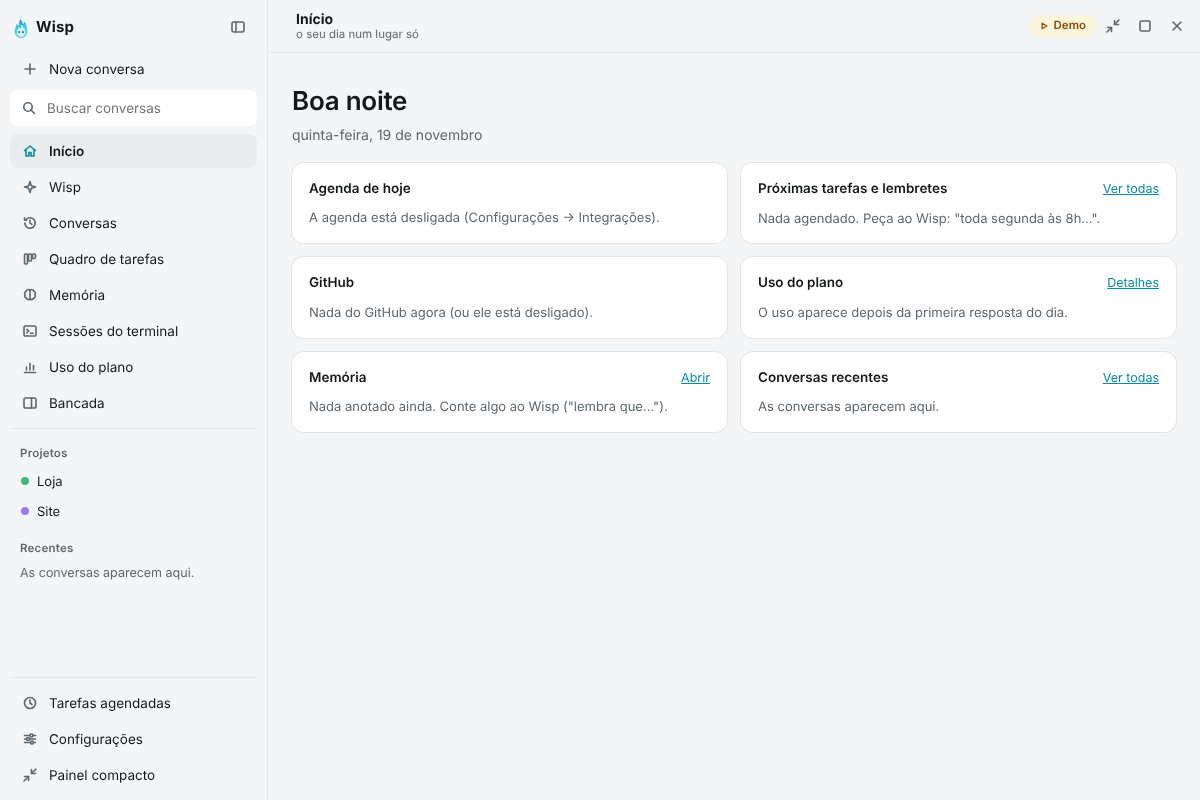 Wisp
Nova conversa
Buscar conversas
Início
Wisp
Conversas
Quadro de tarefas
Memória
Sessões do terminal
Uso do plano
Bancada
Projetos
Loja
Site
Recentes
As conversas aparecem aqui.
Tarefas agendadas
Configurações
Painel compacto
Início
o seu dia num lugar só
Demo
Boa noite
quinta-feira, 19 de novembro
Agenda de hoje
A agenda está desligada (Configurações → Integrações).
Próximas tarefas e lembretes
Ver todas
Nada agendado. Peça ao Wisp: "toda segunda às 8h…".
GitHub
Nada do GitHub agora (ou ele está desligado).
Uso do plano
Detalhes
O uso aparece depois da primeira resposta do dia.
Memória
Abrir
Nada anotado ainda. Conte algo ao Wisp ("lembra que…").
Conversas recentes
Ver todas
As conversas aparecem aqui.